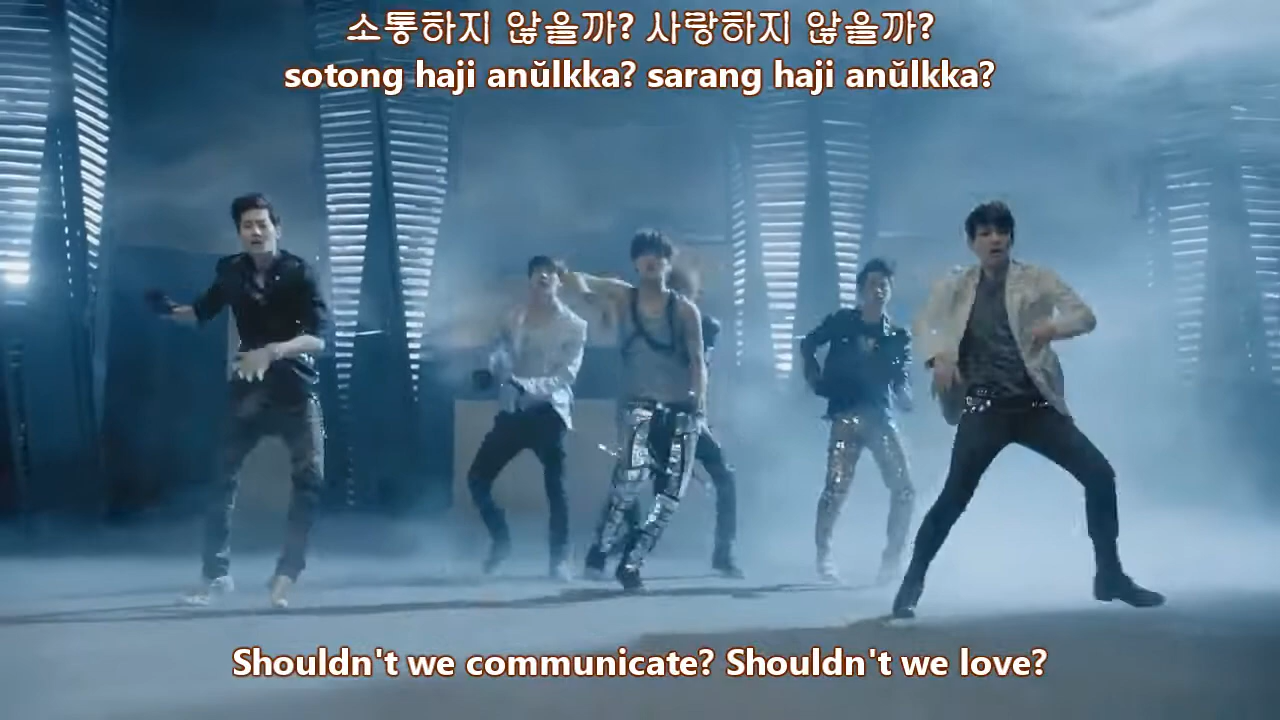 소통하지 않을까? 사랑하지 않을까?
sotong haji anŭlkka? sarang haji anŭlkka?
Shouldn't we communicate? Shouldn't we love?